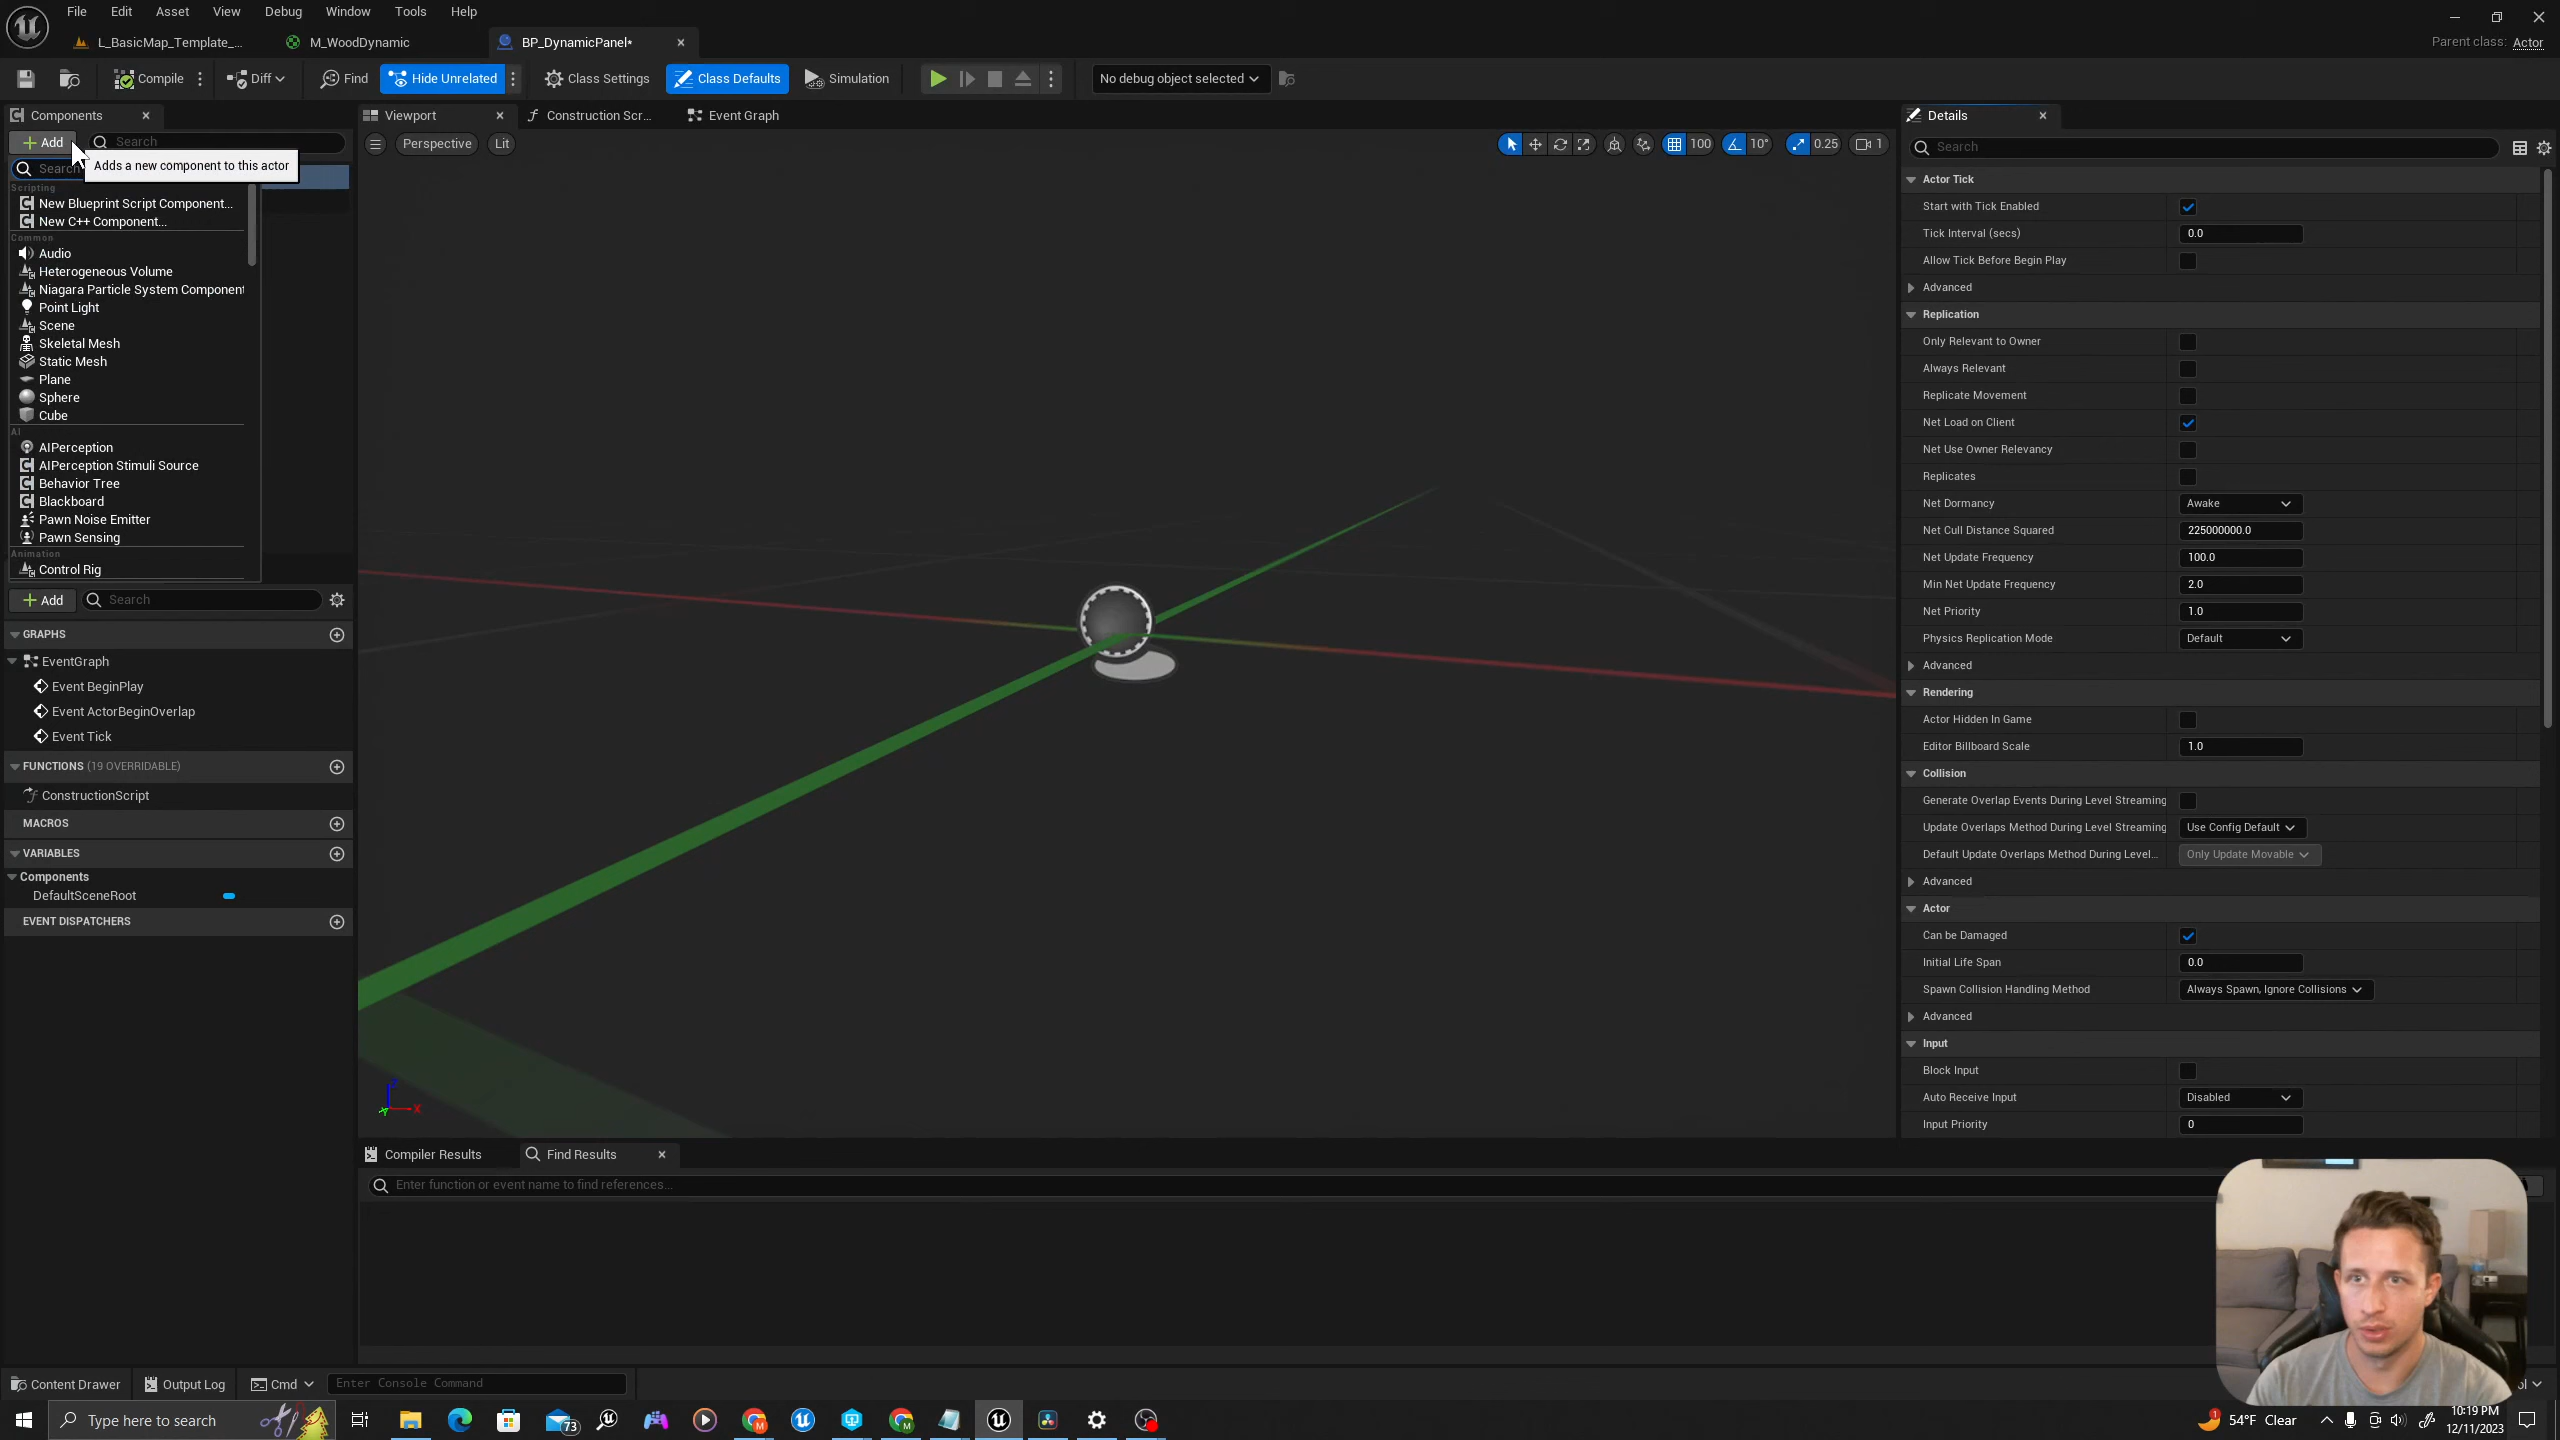 File Edit Asset View Debug Window Tools Help
L_BasicMap_Template_... M_WoodDynamic BP_DynamicPanel*
Parent class: Actor
Compile Diff Find Hide Unrelated Class Settings Class Defaults Simulation No debug object selected
Components Viewport Construction Scr... Event Graph Details
Add Search
Perspective Lit 100 10° 0.25 1
Search
Adds a new component to this actor
Search
Scripting
New Blueprint Script Component...
New C++ Component...
Common
Audio
Heterogeneous Volume
Niagara Particle System Component
Point Light
Scene
Skeletal Mesh
Static Mesh
Plane
Sphere
Cube
AI
AIPerception
AIPerception Stimuli Source
Behavior Tree
Blackboard
Pawn Noise Emitter
Pawn Sensing
Animation
Control Rig
Add Search
GRAPHS
EventGraph
Event BeginPlay
Event ActorBeginOverlap
Event Tick
FUNCTIONS (19 OVERRIDABLE)
ConstructionScript
MACROS
VARIABLES
Components
DefaultSceneRoot
EVENT DISPATCHERS
Z
X
Y
Actor Tick
Start with Tick Enabled
Tick Interval (secs) 0.0
Allow Tick Before Begin Play
Advanced
Replication
Only Relevant to Owner
Always Relevant
Replicate Movement
Net Load on Client
Net Use Owner Relevancy
Replicates
Net Dormancy Awake
Net Cull Distance Squared 225000000.0
Net Update Frequency 100.0
Min Net Update Frequency 2.0
Net Priority 1.0
Physics Replication Mode Default
Advanced
Rendering
Actor Hidden In Game
Editor Billboard Scale 1.0
Collision
Generate Overlap Events During Level Streaming
Update Overlaps Method During Level Streaming Use Config Default
Default Update Overlaps Method During Level... Only Update Movable
Advanced
Actor
Can be Damaged
Initial Life Span 0.0
Spawn Collision Handling Method Always Spawn, Ignore Collisions
Advanced
Input
Block Input
Auto Receive Input Disabled
Input Priority 0
Compiler Results Find Results
Enter function or event name to find references...
Content Drawer Output Log Cmd Enter Console Command
Type here to search 73 54°F Clear 10:19 PM
12/11/2023